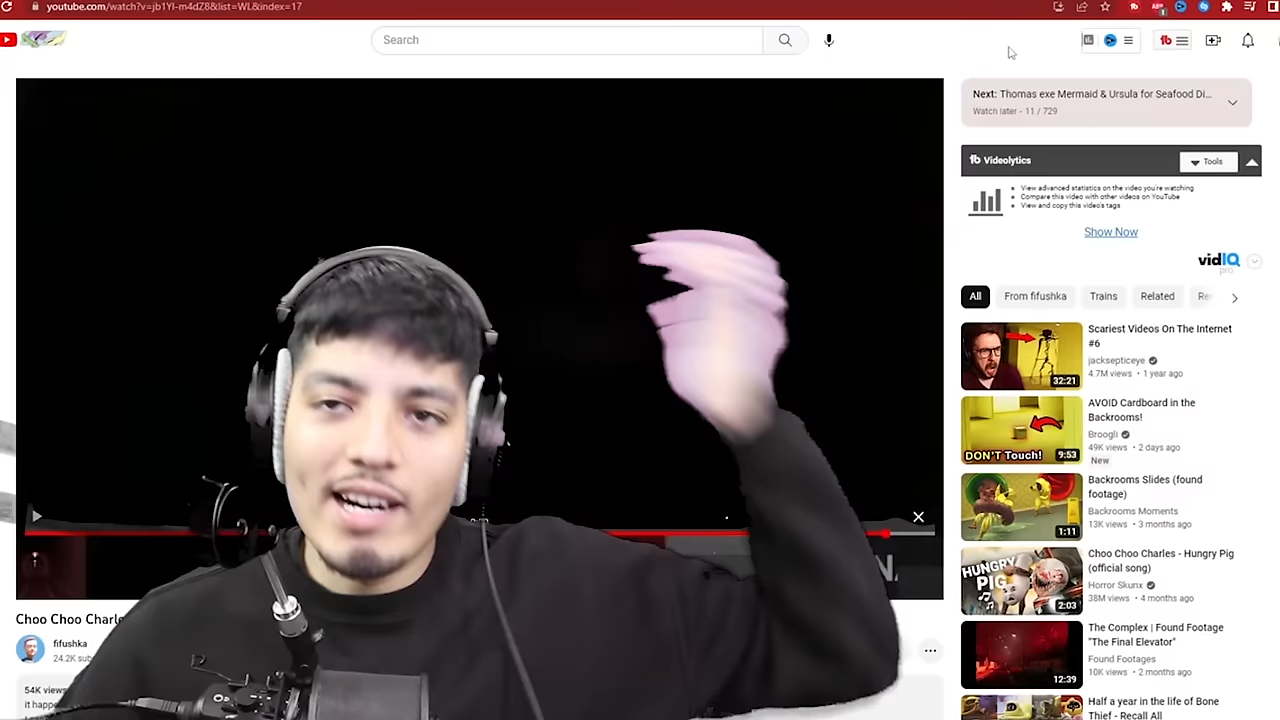 youtube.com/watch?v=jb1YI-m4dZ8&list=WL&index=17
Search
Next: Thomas exe Mermaid & Ursula for Seafood Di...
Watch later - 11 / 729
Videolytics
Tools
View advanced statistics on the video you're watching
Compare this video with other videos on YouTube
View and copy this video's tags
Show Now
vidIQ
pro
All
From fifushka
Trains
Related
Scariest Videos On The Internet
#6
jacksepticeye
4.7M views • 1 year ago
32:21
AVOID Cardboard in the
Backrooms!
Broogli
49K views • 2 days ago
New
DON'T Touch!
9:53
Backrooms Slides (found
footage)
Backrooms Moments
13K views • 3 months ago
1:11
Choo Choo Charles - Hungry Pig
(official song)
Horror Skunx
38M views • 4 months ago
HUNGRY
PIG
2:03
The Complex | Found Footage
"The Final Elevator"
Found Footages
10K views • 2 months ago
12:39
Half a year in the life of Bone
Thief - Recall All
Choo Choo Charle
fifushka
24.2K sub
54K views
it happe